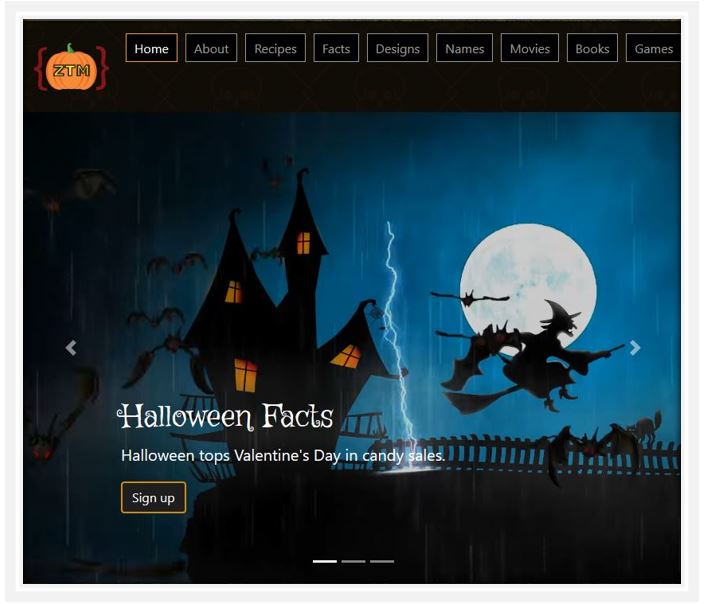 {ZTM}
Home About Recipes Facts Designs Names Movies Books Games
Halloween Facts
Halloween tops Valentine's Day in candy sales.
Sign up